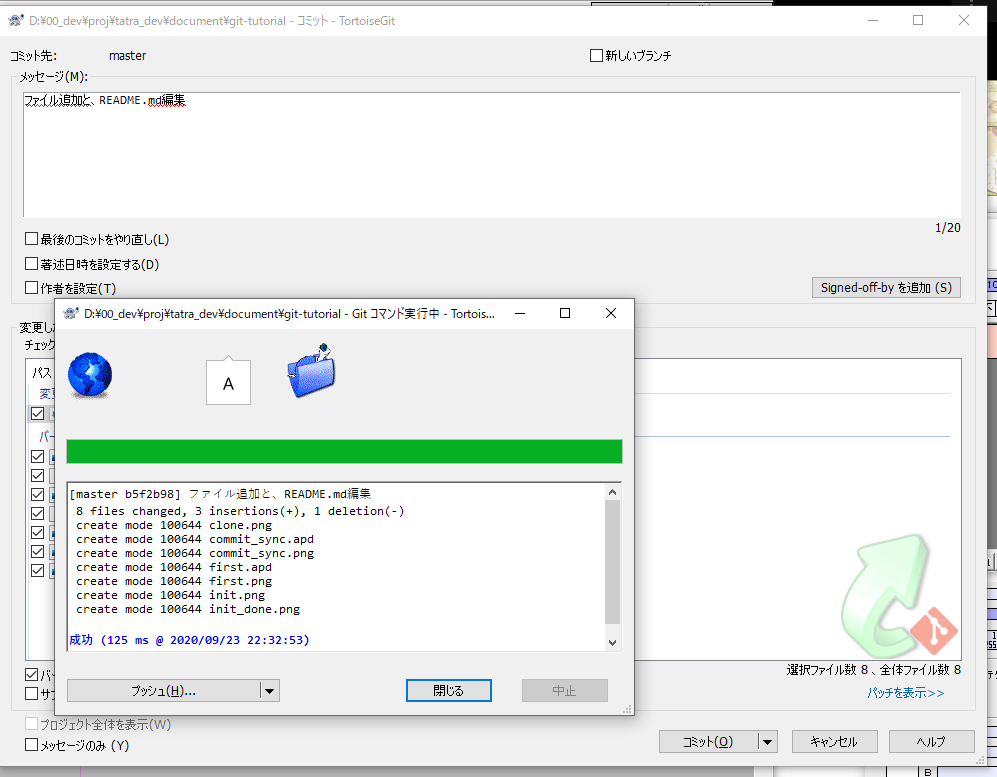 D:¥00_dev¥proj¥tatra_dev¥document¥git-tutorial - コミット - TortoiseGit
コミット先: master
新しいブランチ
メッセージ(M):
ファイル追加と、README.md編集
1/20
最後のコミットをやり直し(L)
著述日時を設定する(D)
作者を設定(T)
Signed-off-by を追加 (S)
D:¥00_dev¥proj¥tatra_dev¥document¥git-tutorial - Git コマンド実行中 - Tortois...
変更し
チェック
パス
A
[master b5f2b98] ファイル追加と、README.md編集
8 files changed, 3 insertions(+), 1 deletion(-)
create mode 100644 clone.png
create mode 100644 commit_sync.apd
create mode 100644 commit_sync.png
create mode 100644 first.apd
create mode 100644 first.png
create mode 100644 init.png
create mode 100644 init_done.png
成功 (125 ms @ 2020/09/23 22:32:53)
プッシュ(H)...
閉じる
中止
選択ファイル数 8 、全体ファイル数 8
パッチを表示>>
プロジェクト全体を表示(W)
メッセージのみ (Y)
コミット(O)
キャンセル
ヘルプ
B